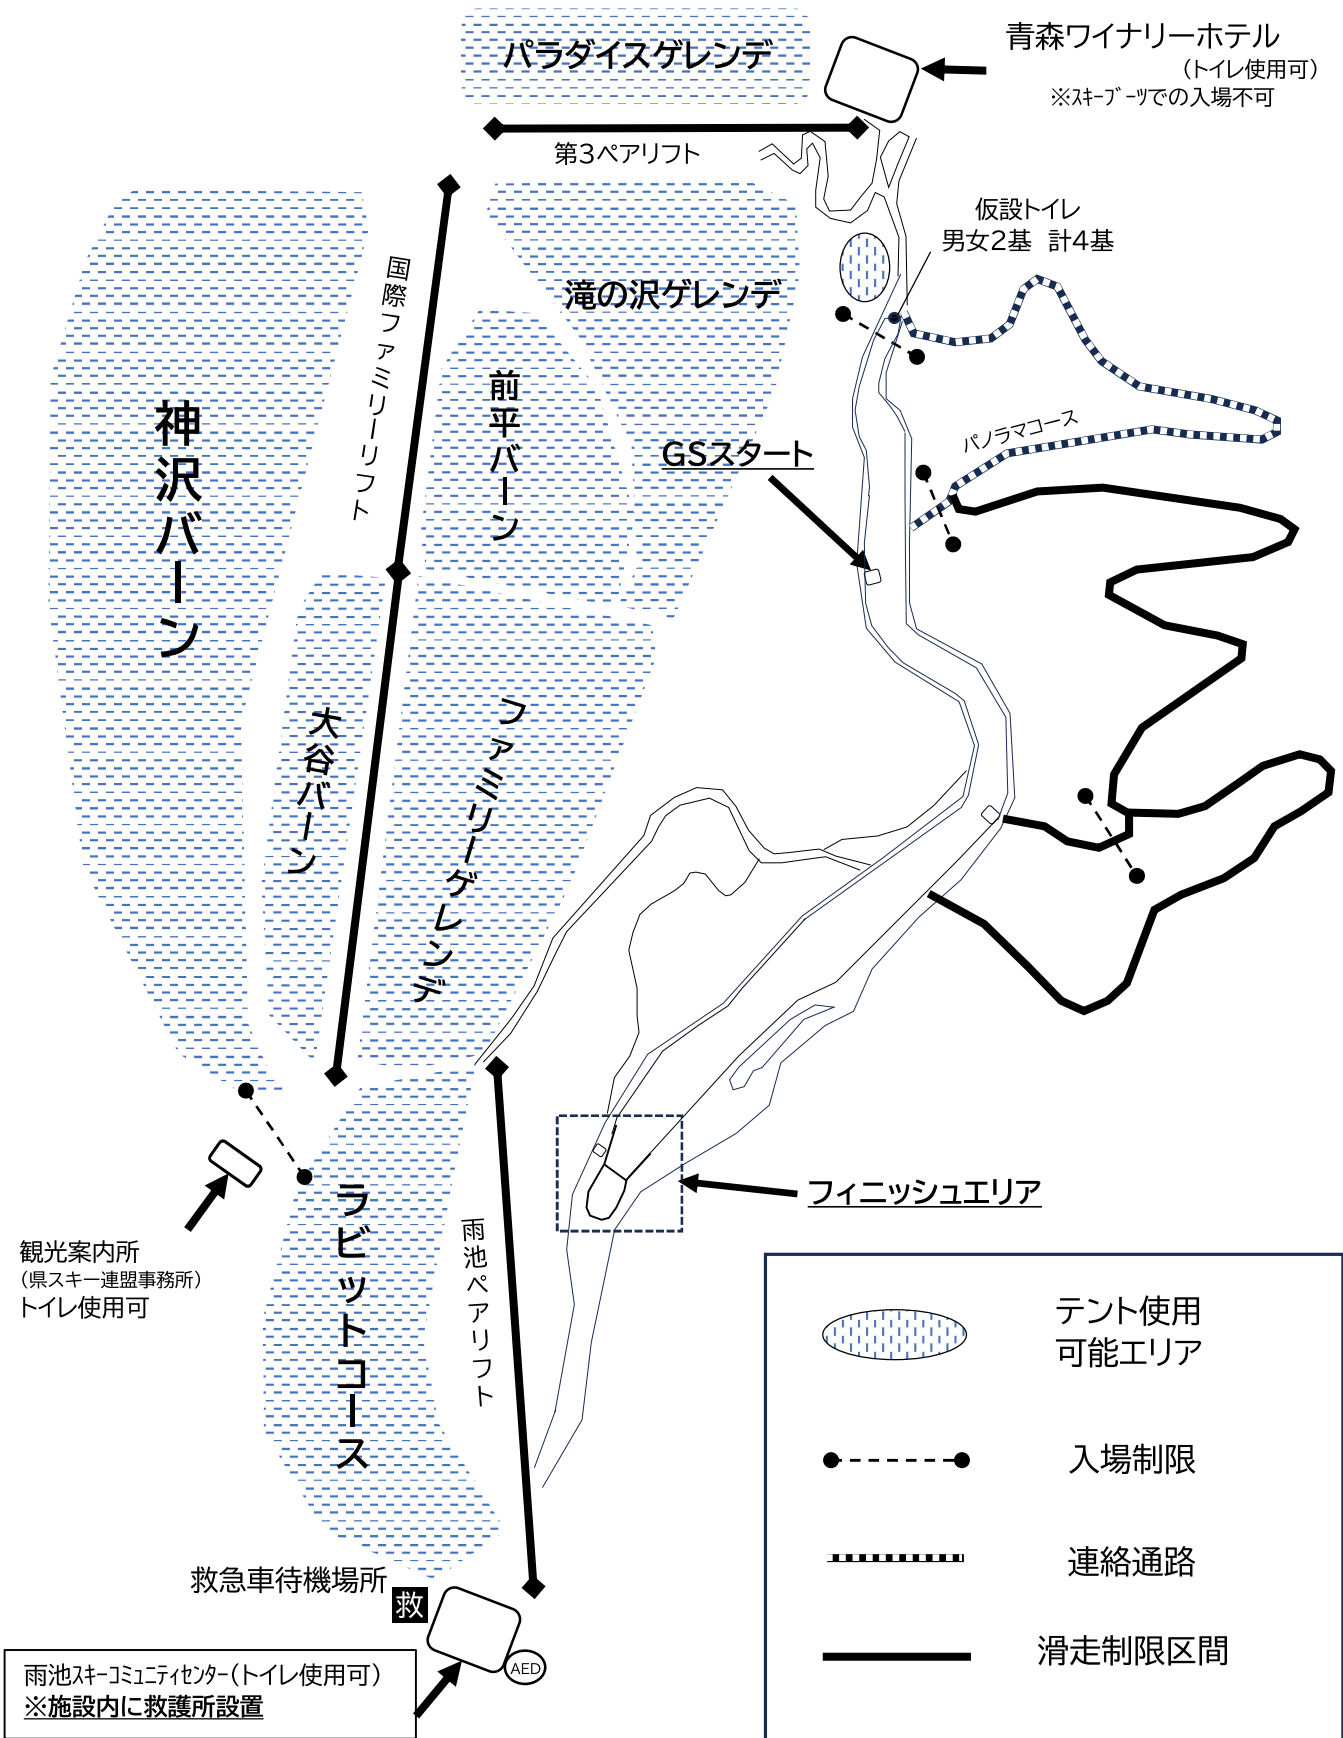 パラダイスゲレンデ
青森ワイナリーホテル
（トイレ使用可）
※ｽｷｰﾌﾞｰﾂでの入場不可
第3ペアリフト
仮設トイレ
男女2基　計4基
国際ファミリーリフト
滝の沢ゲレンデ
前平バーン
神沢バーン
GSスタート
パノラマコース
大谷バーン
ファミリーゲレンデ
フィニッシュエリア
ラビットコース
雨池ペアリフト
観光案内所
（県スキー連盟事務所）
トイレ使用可
テント使用
可能エリア
入場制限
連絡通路
滑走制限区間
救急車待機場所
救
AED
雨池ｽｷｰｺﾐｭﾆﾃｨｾﾝﾀｰ（トイレ使用可）
※施設内に救護所設置